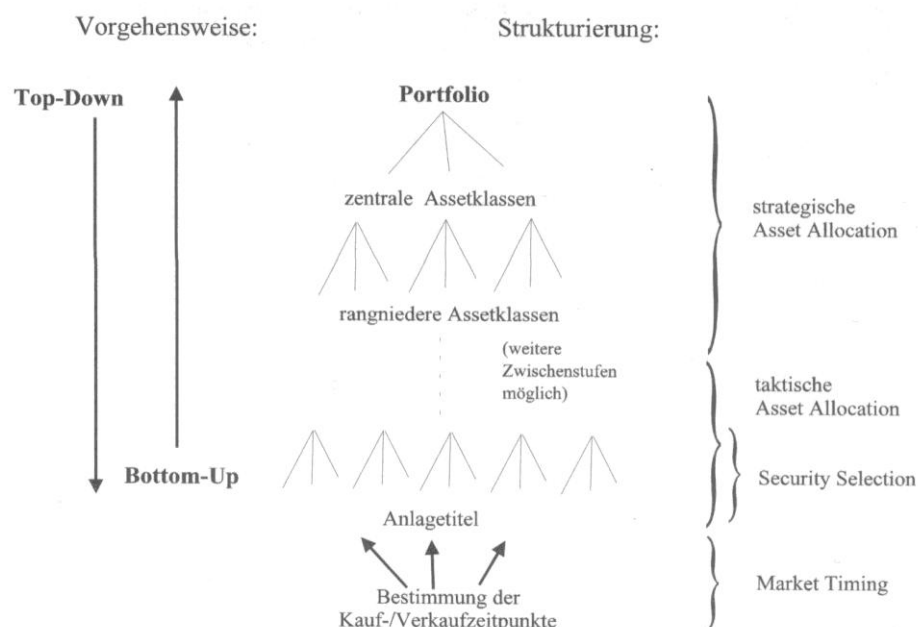 Vorgehensweise:
Strukturierung:
Top-Down
Portfolio
zentrale Assetklassen
strategische
Asset Allocation
rangniedere Assetklassen
(weitere
Zwischenstufen
möglich)
taktische
Asset Allocation
Bottom-Up
Security Selection
Anlagetitel
Market Timing
Bestimmung der
Kauf-/Verkaufzeitpunkte